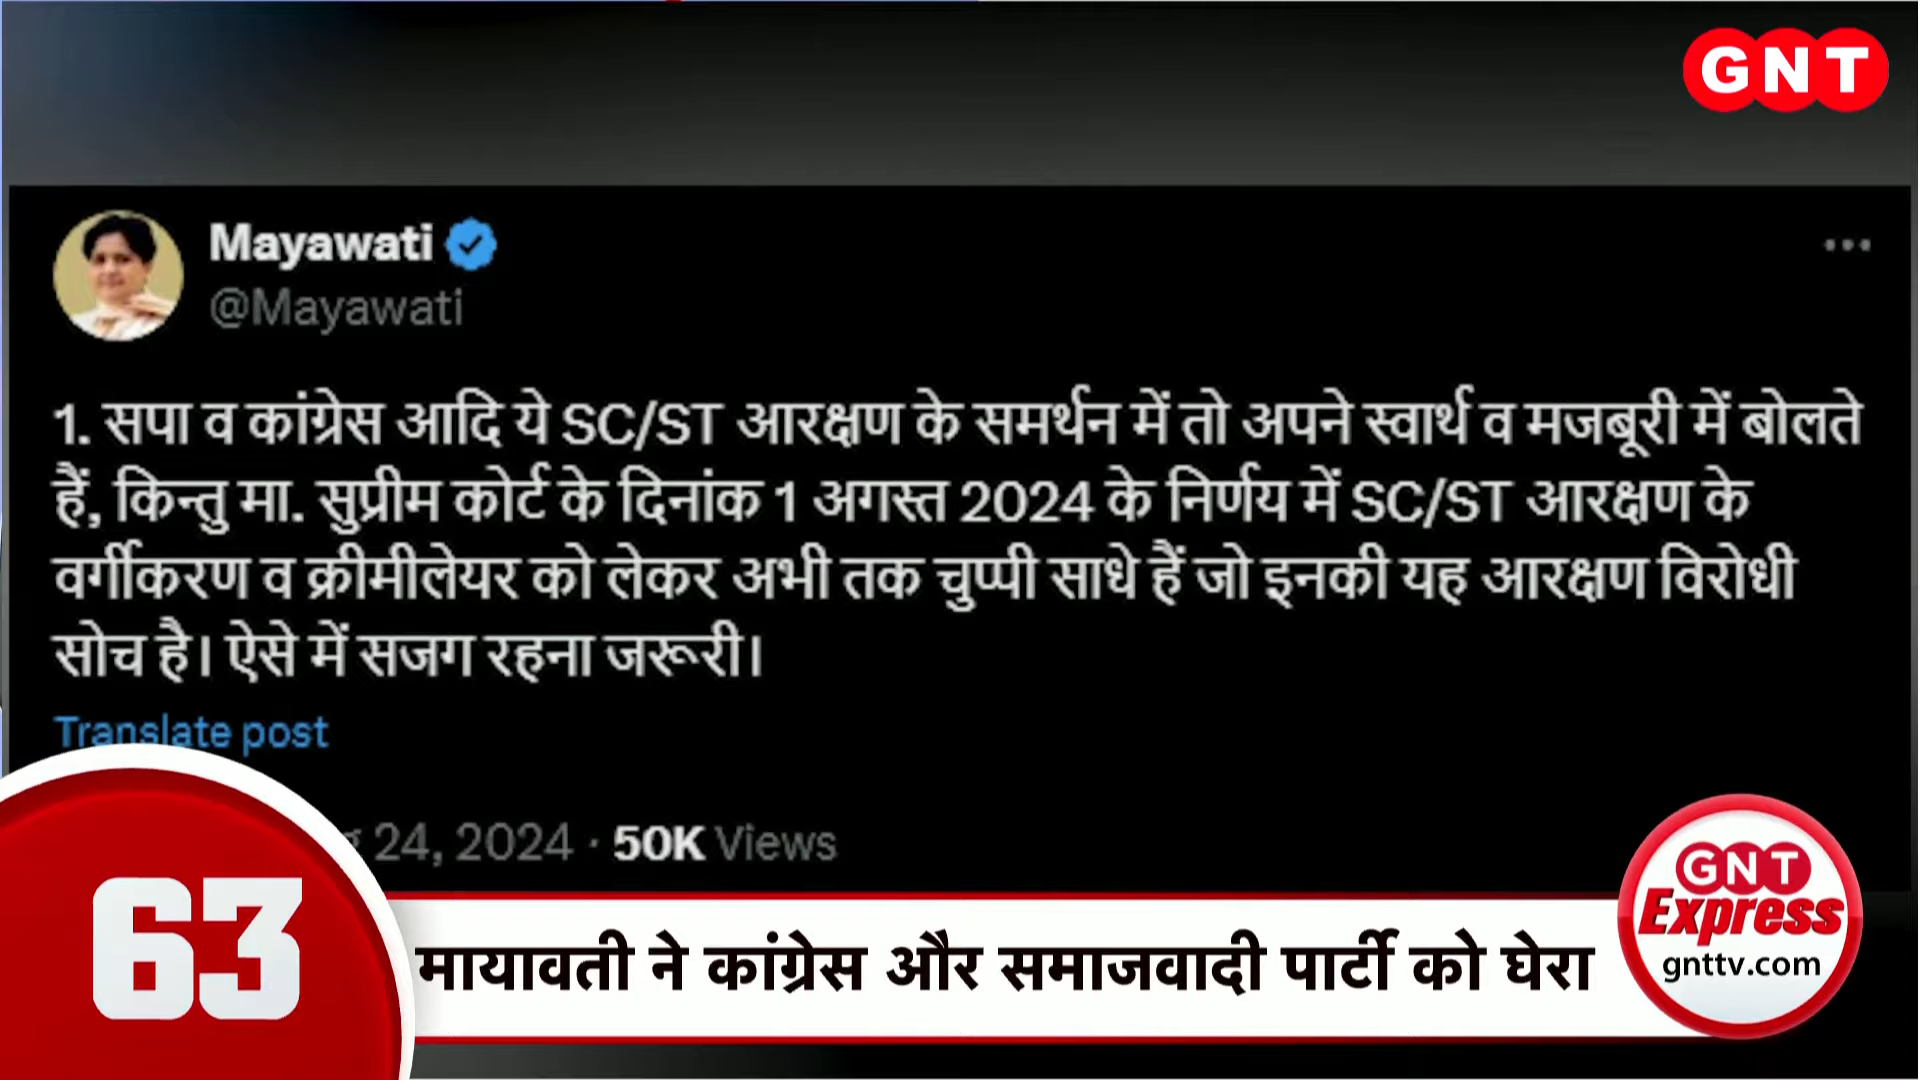 GNT
Mayawati
@Mayawati
1. सपा व कांग्रेस आदि ये SC/ST आरक्षण के समर्थन में तो अपने स्वार्थ व मजबूरी में बोलते
हैं, किन्तु मा. सुप्रीम कोर्ट के दिनांक 1 अगस्त 2024 के निर्णय में SC/ST आरक्षण के
वर्गीकरण व क्रीमीलेयर को लेकर अभी तक चुप्पी साधे हैं जो इनकी यह आरक्षण विरोधी
सोच है। ऐसे में सजग रहना जरूरी।
Translate post
24, 2024 · 50K Views
63
मायावती ने कांग्रेस और समाजवादी पार्टी को घेरा
GNT
Express
gnttv.com